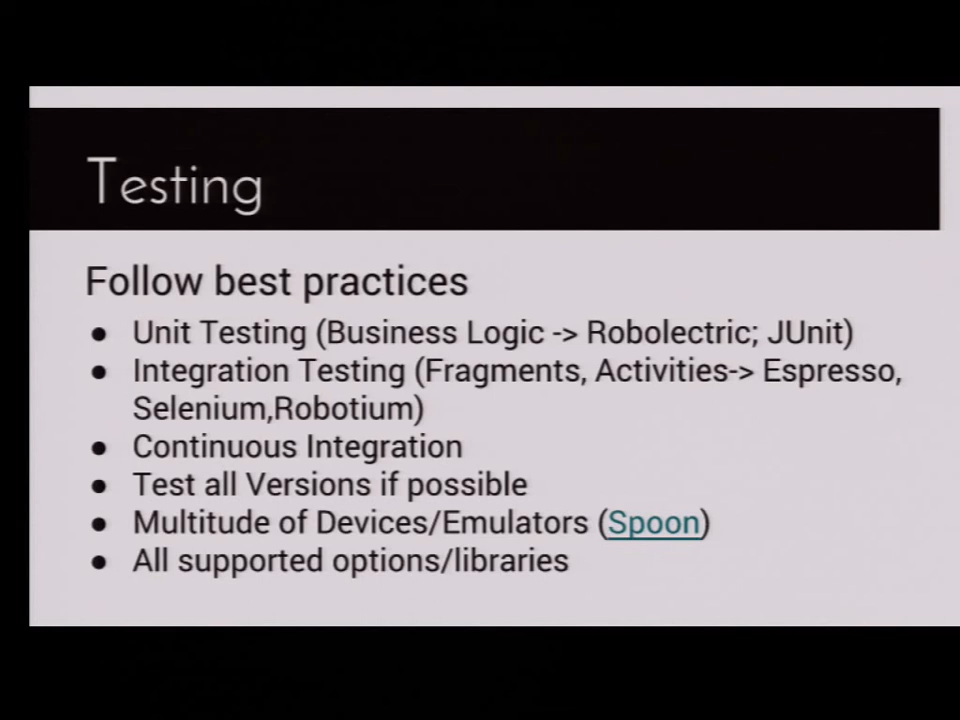 Testing
Follow best practices
● Unit Testing (Business Logic -> Robolectric; JUnit)
● Integration Testing (Fragments, Activities-> Espresso,
Selenium,Robotium)
● Continuous Integration
● Test all Versions if possible
● Multitude of Devices/Emulators (Spoon)
● All supported options/libraries